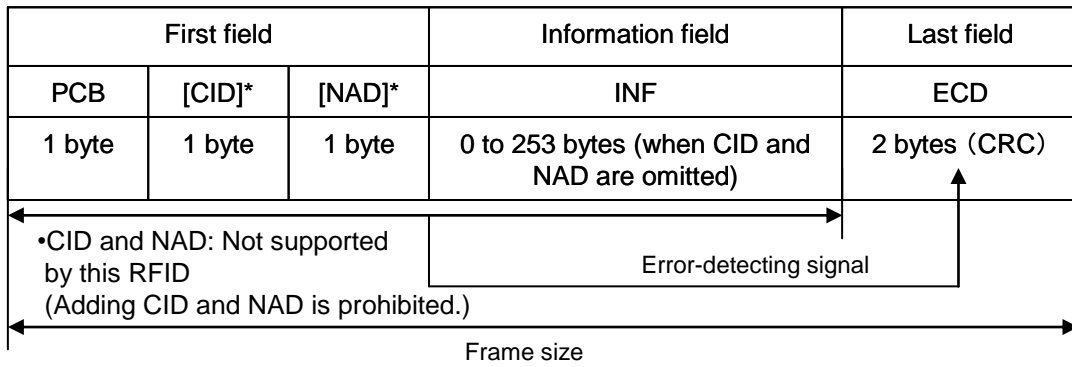 First field Information field Last field
PCB [CID]* [NAD]* INF ECD
1 byte 1 byte 1 byte 0 to 253 bytes (when CID and NAD are omitted) 2 bytes (CRC)
•CID and NAD: Not supported
by this RFID
(Adding CID and NAD is prohibited.)
Error-detecting signal
Frame size